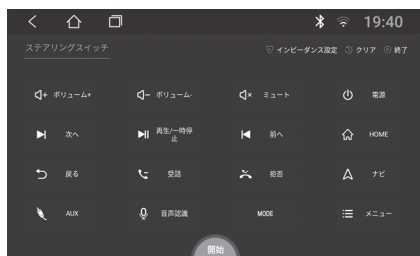 19:40
ステアリングスイッチ
インピーダンス設定 クリア 終了
ボリューム+ ボリューム- ミュート 電源
次へ 再生/一時停
止
前へ HOME
戻る 受話 拒否 ナビ
AUX 音声認識 MODE メニュー
開始